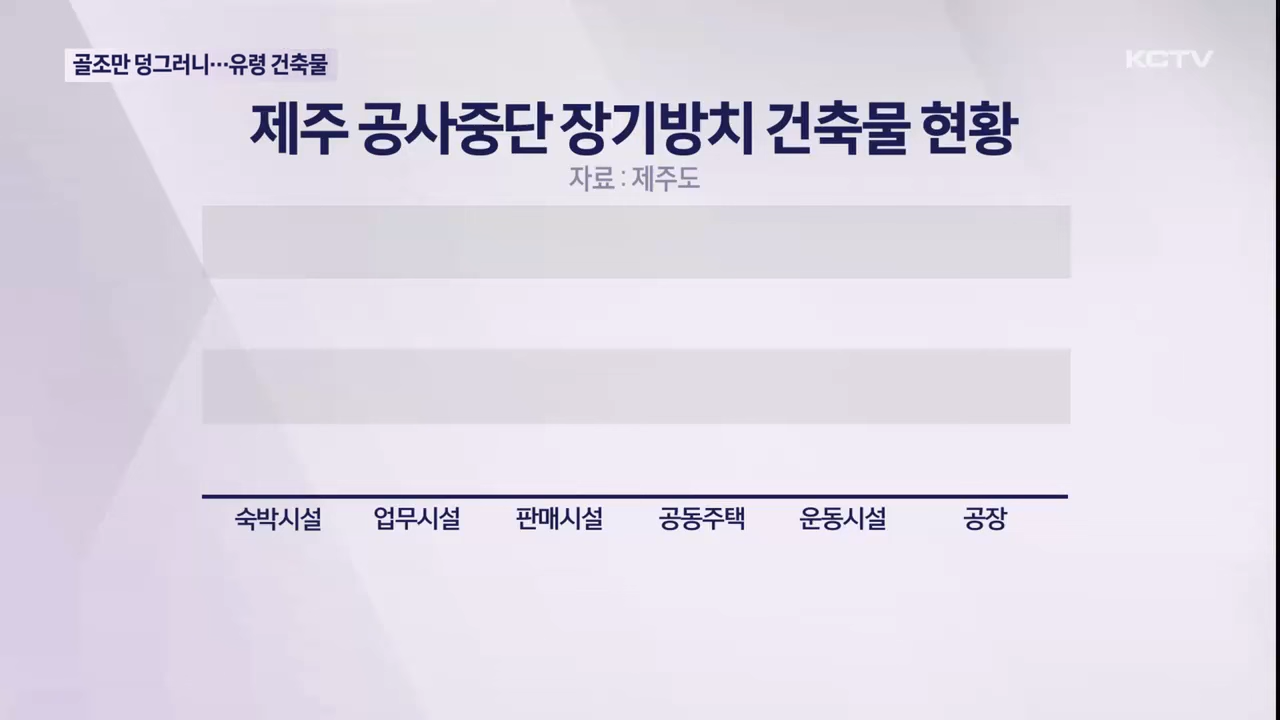 골조만 덩그러니…유령 건축물
KCTV
제주 공사중단 장기방치 건축물 현황
자료 : 제주도
숙박시설 업무시설 판매시설 공동주택 운동시설 공장